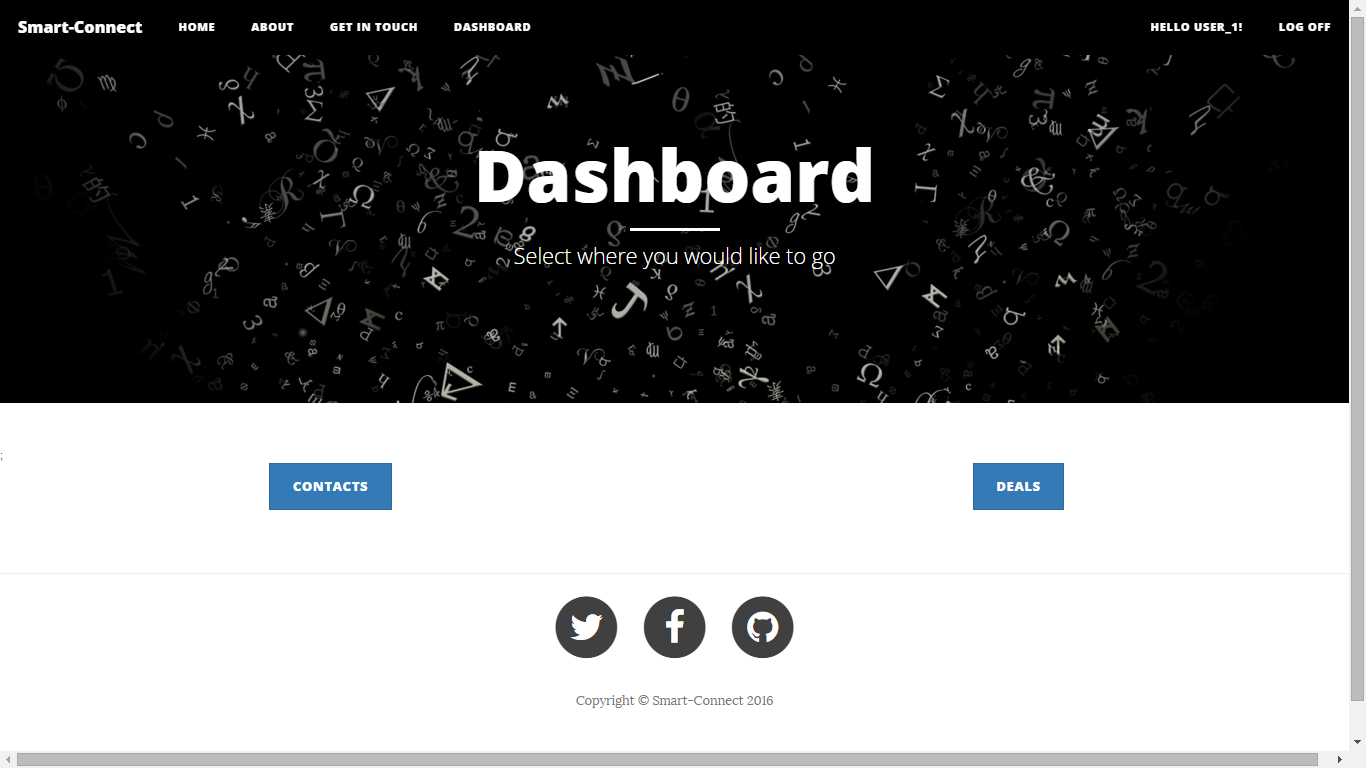 Smart-Connect HOME ABOUT GET IN TOUCH DASHBOARD HELLO USER_1! LOG OFF
Dashboard
Select where you would like to go
;
CONTACTS DEALS
Copyright © Smart-Connect 2016